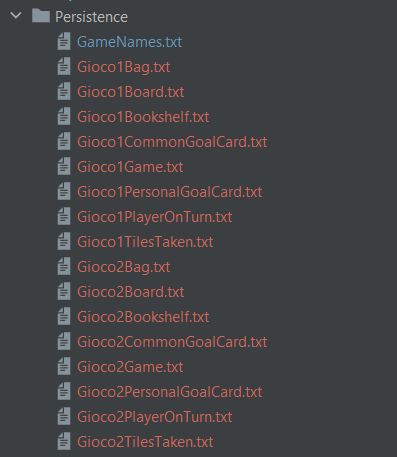 Persistence
GameNames.txt
Gioco1Bag.txt
Gioco1Board.txt
Gioco1Bookshelf.txt
Gioco1CommonGoalCard.txt
Gioco1Game.txt
Gioco1PersonalGoalCard.txt
Gioco1PlayerOnTurn.txt
Gioco1TilesTaken.txt
Gioco2Bag.txt
Gioco2Board.txt
Gioco2Bookshelf.txt
Gioco2CommonGoalCard.txt
Gioco2Game.txt
Gioco2PersonalGoalCard.txt
Gioco2PlayerOnTurn.txt
Gioco2TilesTaken.txt